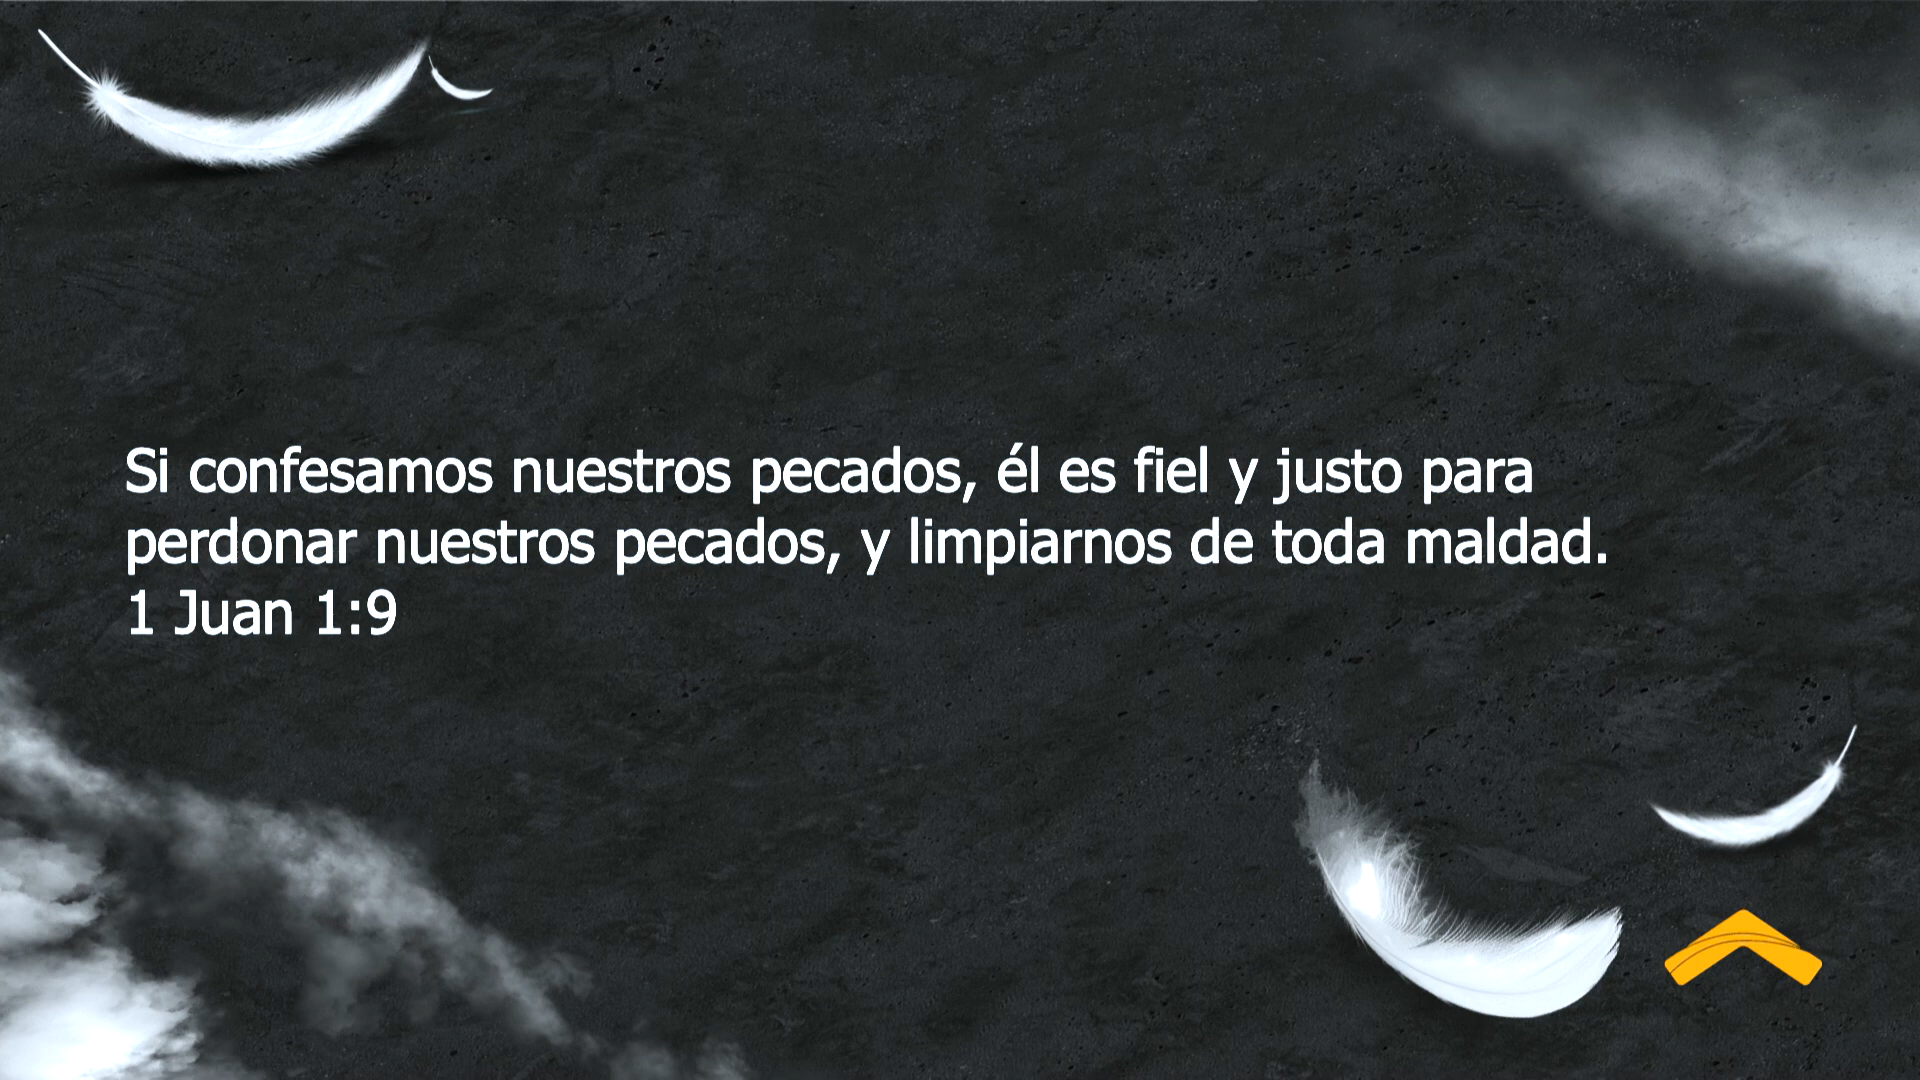 Si confesamos nuestros pecados, él es fiel y justo para
perdonar nuestros pecados, y limpiarnos de toda maldad.
1 Juan 1:9